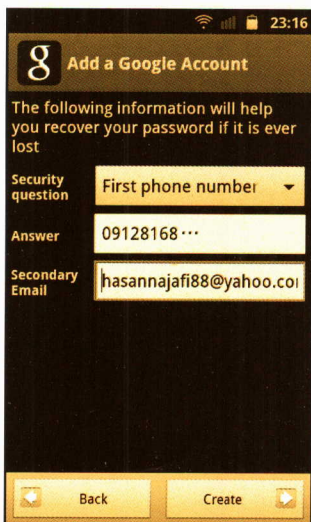 23:16
g Add a Google Account
The following information will help
you recover your password if it is ever
lost
Security
question
First phone number
Answer
09128168...
Secondary
Email
hasannajafi88@yahoo.co
Back
Create